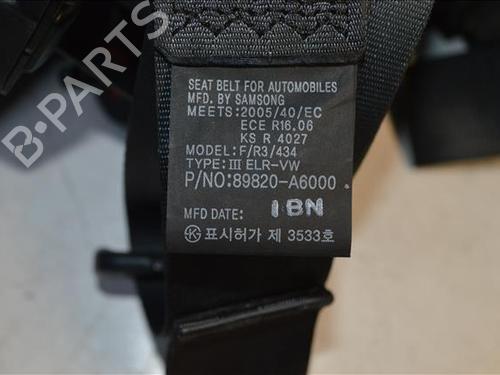 B-PARTS
SEAT BELT FOR AUTOMOBILES
MFD. BY SAMSONG
MEETS:2005/40/EC
ECE R16.06
KS R 4027
MODEL:F/R3/434
TYPE:Ⅲ ELR-VW
P/NO:89820-A6000
MFD DATE: 1BN
㉿ 표시허가 제 3533호